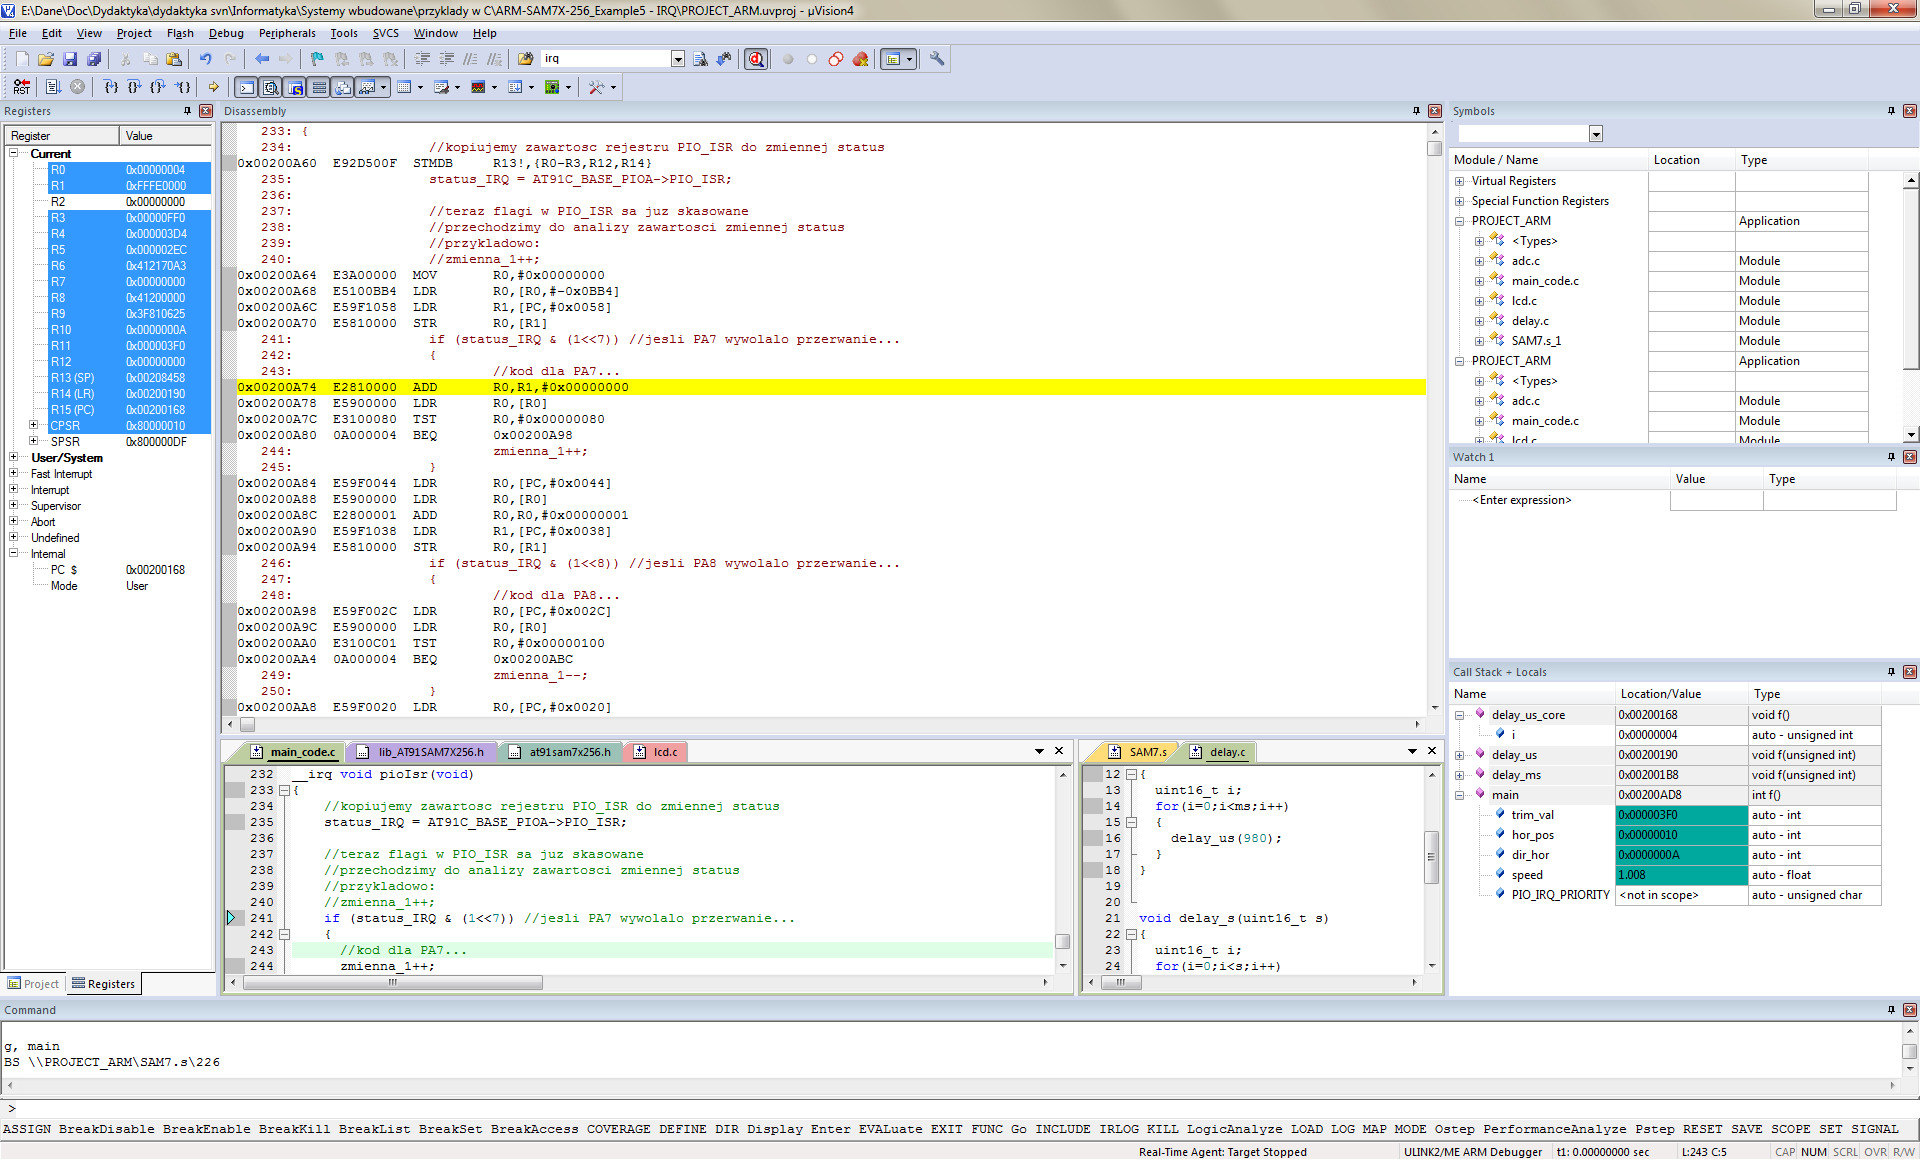 E:\Dane\Doc\Dydaktyka\dydaktyka svn\Informatyka\Systemy wbudowane\przyklady w C\ARM-SAM7X-256_Example5 - IRQ\PROJECT_ARM.uvproj - µVision4
File Edit View Project Flash Debug Peripherals Tools SVCS Window Help
irq
RST
Registers
Register Value
Current
R0 0x00000004
R1 0xFFFE0000
R2 0x00000000
R3 0x00000FF0
R4 0x000003D4
R5 0x000002EC
R6 0x412170A3
R7 0x00000000
R8 0x41200000
R9 0x3F810625
R10 0x0000000A
R11 0x000003F0
R12 0x00000000
R13 (SP) 0x00208458
R14 (LR) 0x00200190
R15 (PC) 0x00200168
CPSR 0x80000010
SPSR 0x800000DF
User/System
Fast Interrupt
Interrupt
Supervisor
Abort
Undefined
Internal
PC $ 0x00200168
Mode User
Project Registers
Disassembly
233: {
234: //kopiujemy zawartosc rejestru PIO_ISR do zmiennej status
0x00200A60 E92D500F STMDB R13!,{R0-R3,R12,R14}
235: status_IRQ = AT91C_BASE_PIOA->PIO_ISR;
236:
237: //teraz flagi w PIO_ISR sa juz skasowane
238: //przechodzimy do analizy zawartosci zmiennej status
239: //przykladowo:
240: //zmienna_1++;
0x00200A64 E3A00000 MOV R0,#0x00000000
0x00200A68 E5100BB4 LDR R0,[R0,#-0x0BB4]
0x00200A6C E59F1058 LDR R1,[PC,#0x0058]
0x00200A70 E5810000 STR R0,[R1]
241: if (status_IRQ & (1<<7)) //jesli PA7 wywolalo przerwanie...
242: {
243: //kod dla PA7...
0x00200A74 E2810000 ADD R0,R1,#0x00000000
0x00200A78 E5900000 LDR R0,[R0]
0x00200A7C E3100080 TST R0,#0x00000080
0x00200A80 0A000004 BEQ 0x00200A98
244: zmienna_1++;
245: }
0x00200A84 E59F0044 LDR R0,[PC,#0x0044]
0x00200A88 E5900000 LDR R0,[R0]
0x00200A8C E2800001 ADD R0,R0,#0x00000001
0x00200A90 E59F1038 LDR R1,[PC,#0x0038]
0x00200A94 E5810000 STR R0,[R1]
246: if (status_IRQ & (1<<8)) //jesli PA8 wywolalo przerwanie...
247: {
248: //kod dla PA8...
0x00200A98 E59F002C LDR R0,[PC,#0x002C]
0x00200A9C E5900000 LDR R0,[R0]
0x00200AA0 E3100C01 TST R0,#0x00000100
0x00200AA4 0A000004 BEQ 0x00200ABC
249: zmienna_1--;
250: }
0x00200AA8 E59F0020 LDR R0,[PC,#0x0020]
main_code.c lib_AT91SAM7X256.h at91sam7x256.h lcd.c
232 __irq void pioIsr(void)
233 {
234 //kopiujemy zawartosc rejestru PIO_ISR do zmiennej status
235 status_IRQ = AT91C_BASE_PIOA->PIO_ISR;
236
237 //teraz flagi w PIO_ISR sa juz skasowane
238 //przechodzimy do analizy zawartosci zmiennej status
239 //przykladowo:
240 //zmienna_1++;
241 if (status_IRQ & (1<<7)) //jesli PA7 wywolalo przerwanie...
242 {
243 //kod dla PA7...
244 zmienna_1++;
SAM7.s delay.c
12 {
13 uint16_t i;
14 for(i=0;i<ms;i++)
15 {
16 delay_us(980);
17 }
18 }
19
20
21 void delay_s(uint16_t s)
22 {
23 uint16_t i;
24 for(i=0;i<s;i++)
Symbols
Module / Name Location Type
Virtual Registers
Special Function Registers
PROJECT_ARM Application
<Types>
adc.c Module
main_code.c Module
lcd.c Module
delay.c Module
SAM7.s_1 Module
PROJECT_ARM Application
<Types>
adc.c Module
main_code.c Module
lcd.c Module
Watch 1
Name Value Type
<Enter expression>
Call Stack + Locals
Name Location/Value Type
delay_us_core 0x00200168 void f()
i 0x00000004 auto - unsigned int
delay_us 0x00200190 void f(unsigned int)
delay_ms 0x002001B8 void f(unsigned int)
main 0x00200AD8 int f()
trim_val 0x000003F0 auto - int
hor_pos 0x00000010 auto - int
dir_hor 0x0000000A auto - int
speed 1.008 auto - float
PIO_IRQ_PRIORITY <not in scope> auto - unsigned char
Command
g, main
BS \\PROJECT_ARM\SAM7.s\226
>
ASSIGN BreakDisable BreakEnable BreakKill BreakList BreakSet BreakAccess COVERAGE DEFINE DIR Display Enter EVALuate EXIT FUNC Go INCLUDE IRLOG KILL LogicAnalyze LOAD LOG MAP MODE Ostep PerformanceAnalyze Pstep RESET SAVE SCOPE SET SIGNAL
Real-Time Agent: Target Stopped ULINK2/ME ARM Debugger t1: 0.00000000 sec L:243 C:5 CAP NUM SCRL OVR R/W